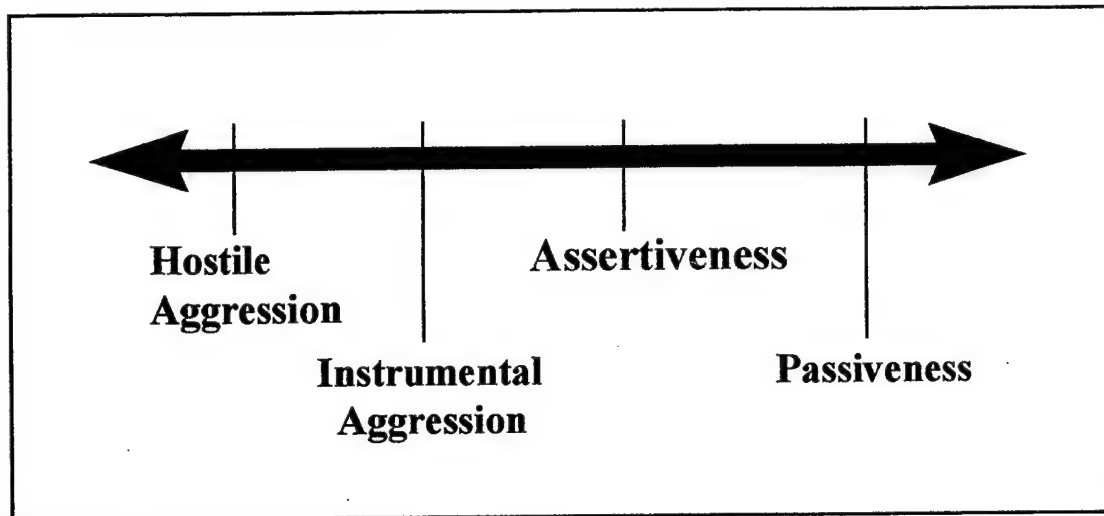 Hostile
Aggression
Instrumental
Aggression
Assertiveness
Passiveness